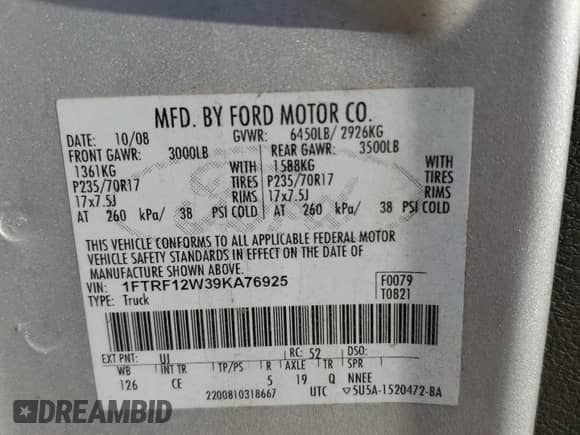 MFD. BY FORD MOTOR CO.
DATE: 10/08 GVWR: 6450LB/ 2926KG
FRONT GAWR: 3000LB REAR GAWR: 3500LB
1361KG WITH 1588KG WITH
P235/70R17 TIRES P235/70R17 TIRES
17x7.5J RIMS 17x7.5J RIMS
AT 260 kPa/ 38 PSI COLD AT 260 kPa/ 38 PSI COLD
THIS VEHICLE CONFORMS TO ALL APPLICABLE FEDERAL MOTOR
VEHICLE SAFETY STANDARDS IN EFFECT ON THE DATE OF
MANUFACTURE SHOWN ABOVE.
VIN: 1FTRF12W39KA76925 F0079
TYPE: Truck T0821
EXT PNT: UI RC: 52 DSO:
WB INT TR TP/PS R AXLE TR SPR
126 CE 5 19 Q NNEE
2200810318667 UTC ▽5U5A-1520472-BA
Ford
AUTOHELPERBOT.COM